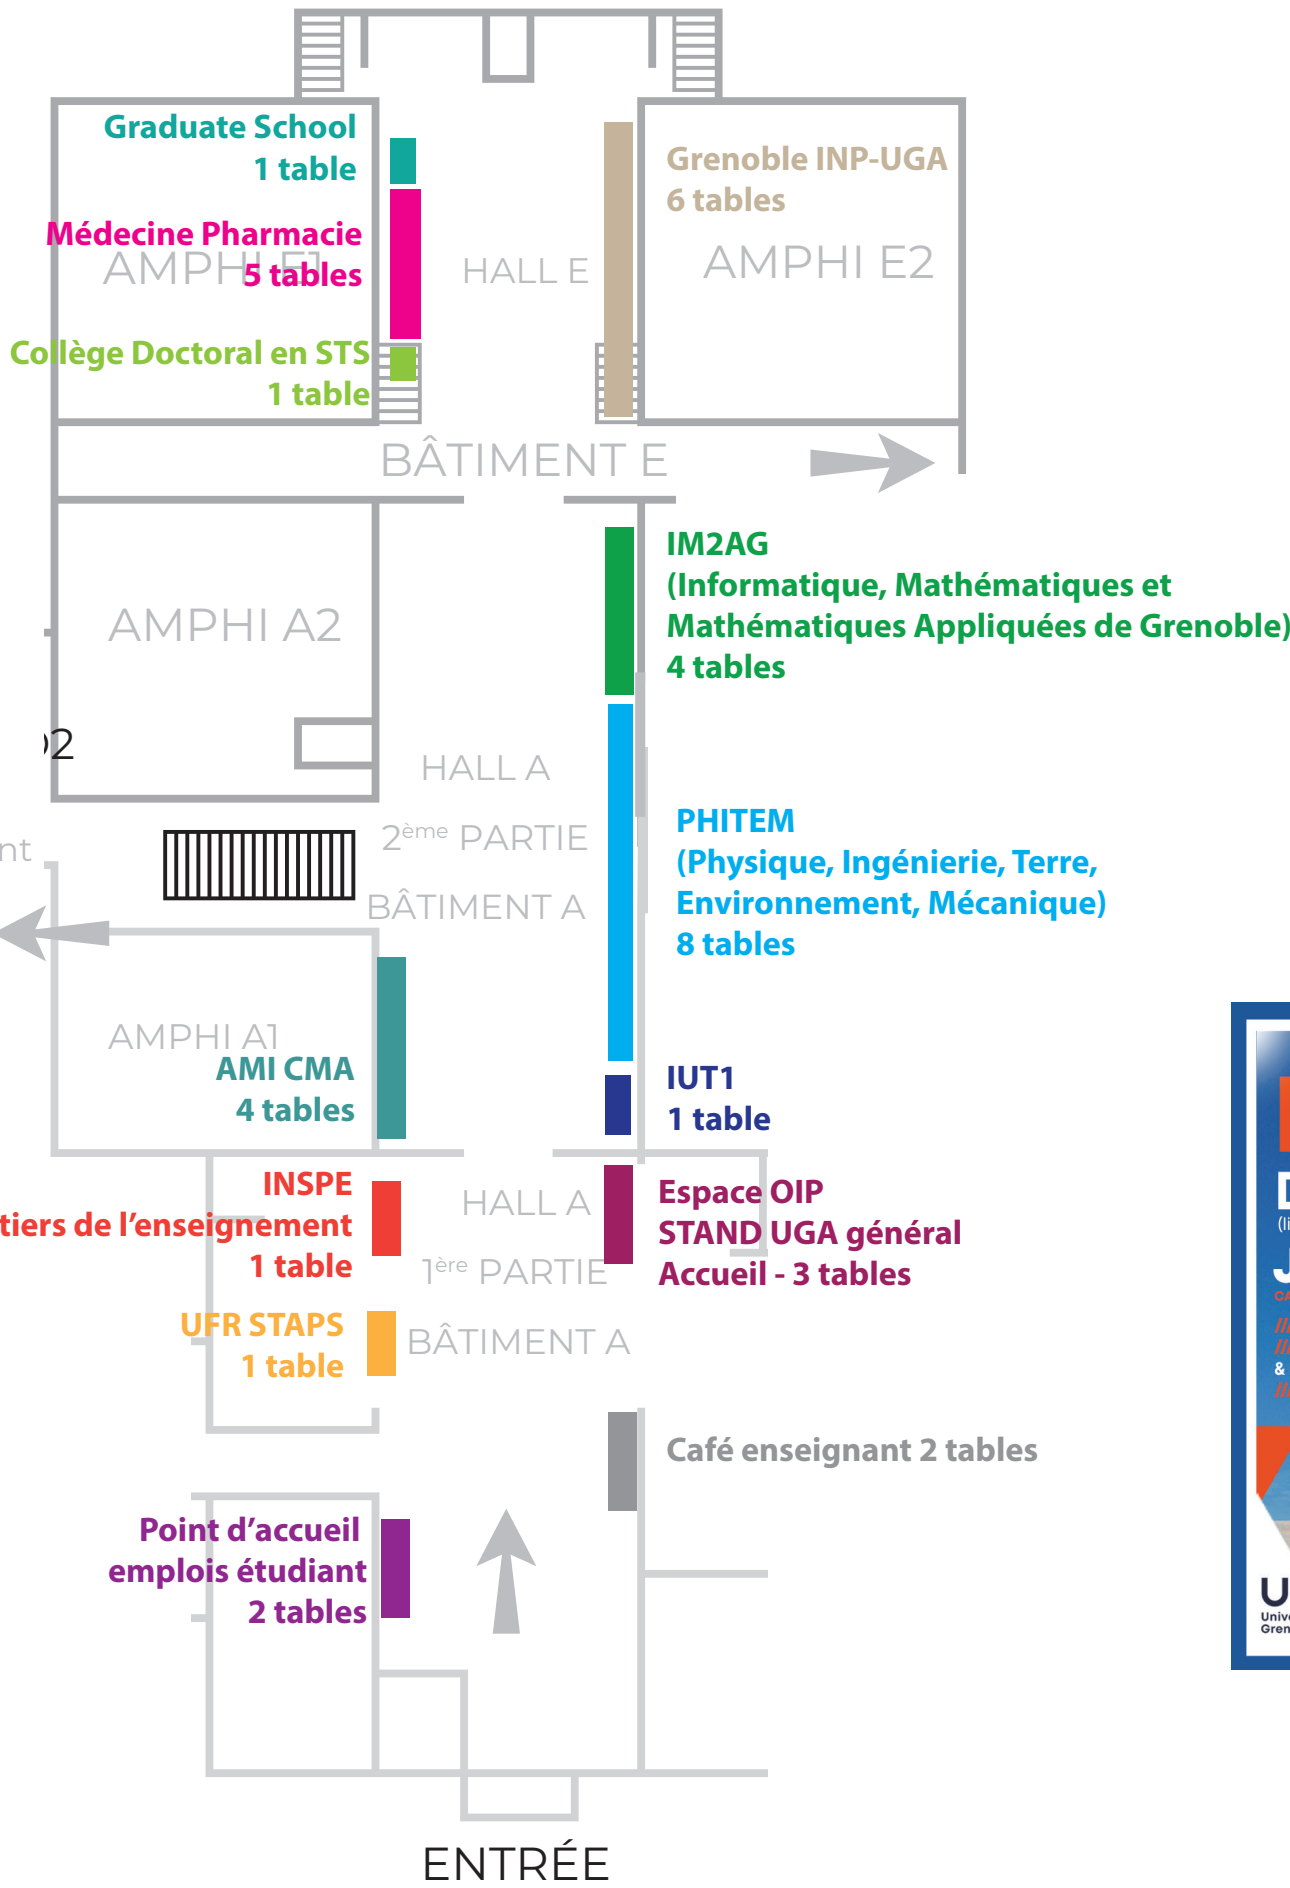 Graduate School
1 table
Grenoble INP-UGA
6 tables
Médecine Pharmacie
5 tables
AMPHI E1
HALL E
AMPHI E2
Collège Doctoral en STS
1 table
BÂTIMENT E
IM2AG
(Informatique, Mathématiques et
Mathématiques Appliquées de Grenoble)
4 tables
AMPHI A2
HALL A
2ème PARTIE
BÂTIMENT A
PHITEM
(Physique, Ingénierie, Terre,
Environnement, Mécanique)
8 tables
AMPHI A1
AMI CMA
4 tables
IUT1
1 table
INSPE
tiers de l'enseignement
1 table
HALL A
1ère PARTIE
BÂTIMENT A
Espace OIP
STAND UGA général
Accueil - 3 tables
UFR STAPS
1 table
Café enseignant 2 tables
Point d'accueil
emplois étudiant
2 tables
ENTRÉE